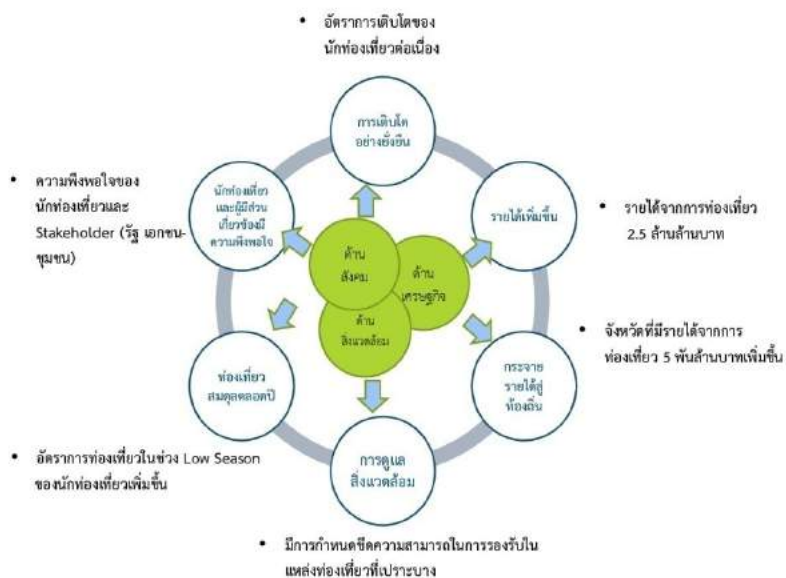 • อัตราการเติบโตของ
นักท่องเที่ยวต่อเนื่อง
การเติบโต
อย่างยั่งยืน
• ความพึงพอใจของ
นักท่องเที่ยวและ
Stakeholder (รัฐ เอกชน-
ชุมชน)
นักท่องเที่ยว
และผู้มีส่วน
เกี่ยวข้องมี
ความพึงพอใจ
รายได้เพิ่มขึ้น
• รายได้จากการท่องเที่ยว
2.5 ล้านล้านบาท
ด้าน
สังคม
ด้าน
เศรษฐกิจ
ด้าน
สิ่งแวดล้อม
• จังหวัดที่มีรายได้จากการ
ท่องเที่ยว 5 พันล้านบาทเพิ่มขึ้น
ท่องเที่ยว
สมดุลตลอดปี
กระจาย
รายได้สู่
ท้องถิ่น
• อัตราการท่องเที่ยวในช่วง Low Season
ของนักท่องเที่ยวเพิ่มขึ้น
การดูแล
สิ่งแวดล้อม
• มีการกำหนดขีดความสามารถในการรองรับใน
แหล่งท่องเที่ยวที่เปราะบาง